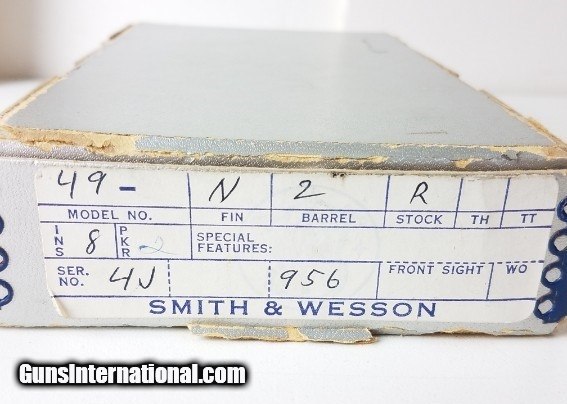 49- N 2 R
MODEL NO. FIN BARREL STOCK TH TT
INS 8 PKR 2 SPECIAL FEATURES:
SER. NO. 4J 956 FRONT SIGHT WO
SMITH & WESSON
GunsInternational.com